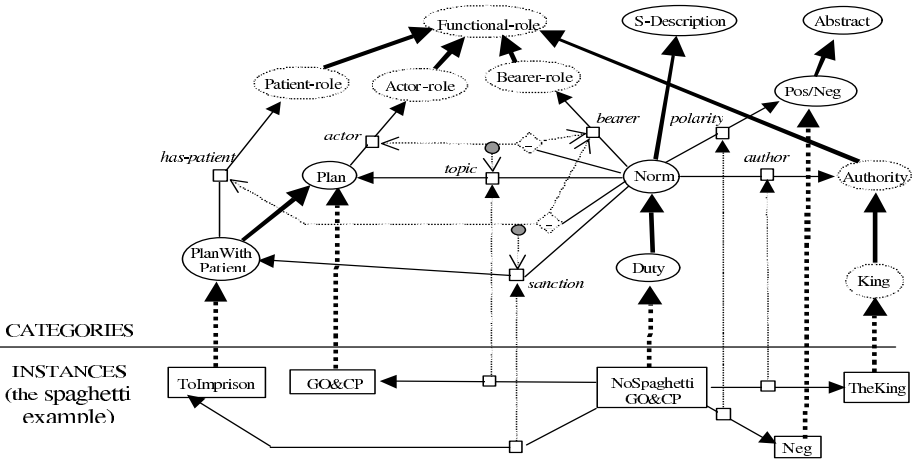 Functional-role
S-Description
Abstract
Patient-role
Actor-role
Bearer-role
Pos/Neg
actor
bearer
polarity
has-patient
Plan
topic
Norm
author
Authority
PlanWith
Patient
sanction
Duty
King
CATEGORIES
INSTANCES
(the spaghetti
example)
ToImprison
GO&CP
NoSpaghetti
GO&CP
TheKing
Neg